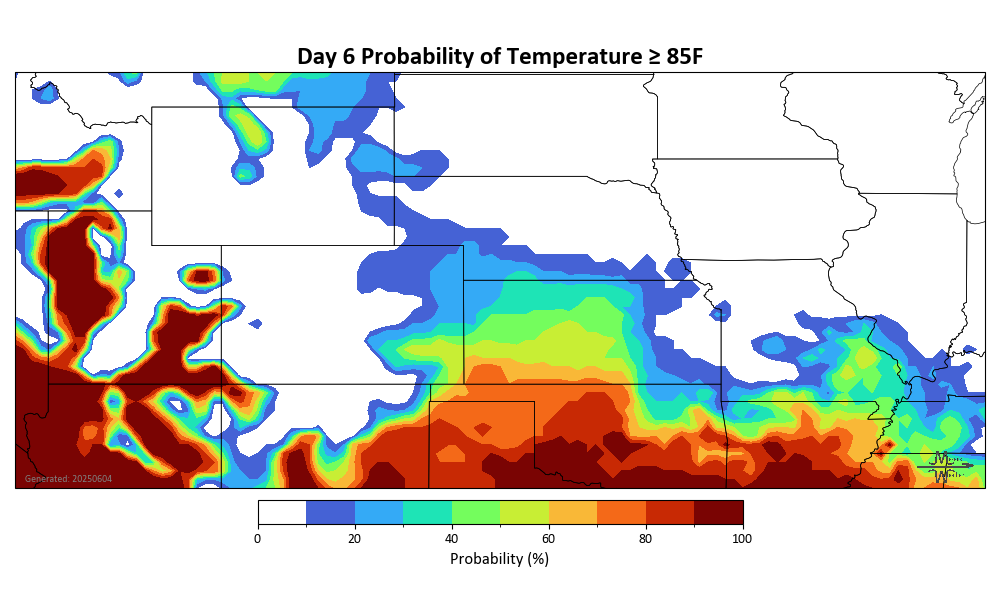 Day 6 Probability of Temperature ≥ 85F
Generated: 20250604
0 20 40 60 80 100
Probability (%)